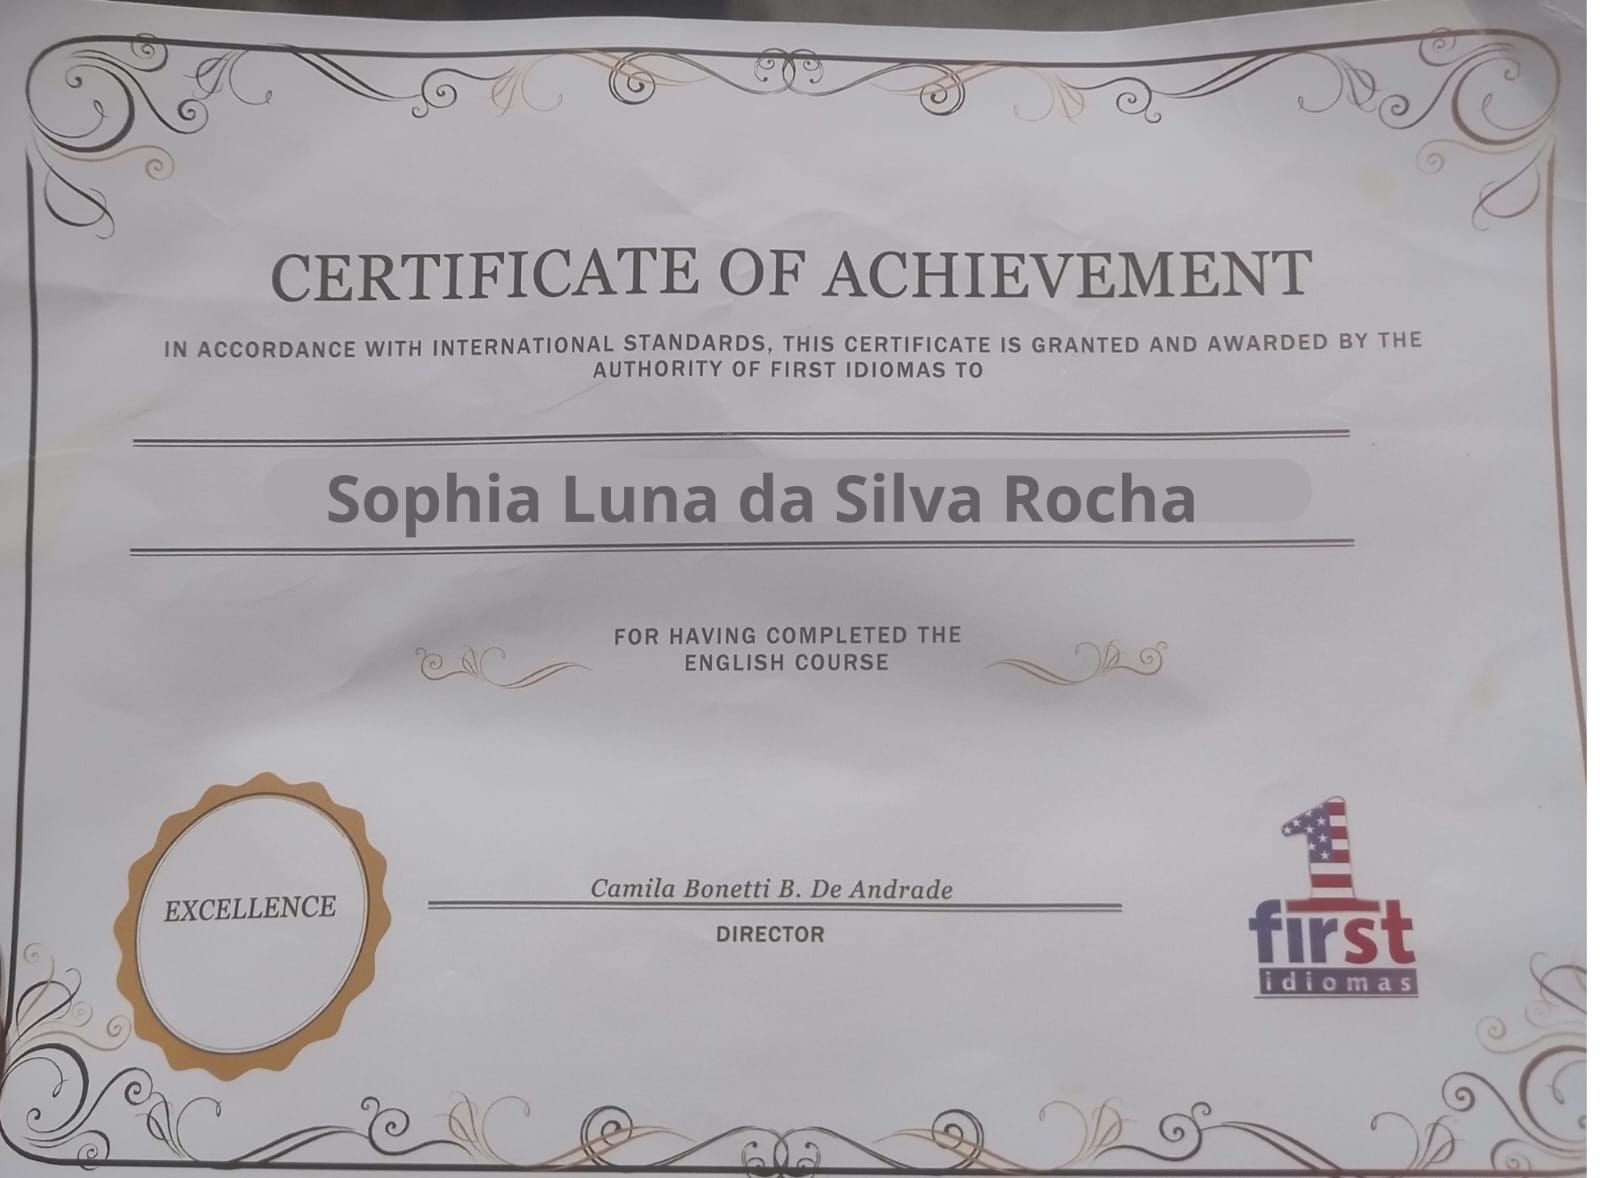 CERTIFICATE OF ACHIEVEMENT
IN ACCORDANCE WITH INTERNATIONAL STANDARDS, THIS CERTIFICATE IS GRANTED AND AWARDED BY THE
AUTHORITY OF FIRST IDIOMAS TO
Sophia Luna da Silva Rocha
FOR HAVING COMPLETED THE
ENGLISH COURSE
EXCELLENCE
Camila Bonetti B. De Andrade
DIRECTOR
1
first
idiomas